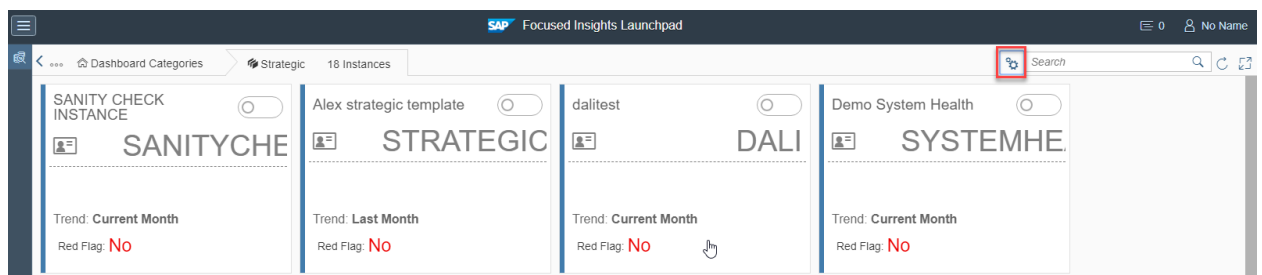 SAP Focused Insights Launchpad
0 No Name
Dashboard Categories Strategic 18 Instances Search
SANITY CHECK
INSTANCE
SANITYCHE
Trend: Current Month
Red Flag: No
Alex strategic template
STRATEGIC
Trend: Last Month
Red Flag: No
dalitest
DALI
Trend: Current Month
Red Flag: No
Demo System Health
SYSTEMHE
Trend: Current Month
Red Flag: No